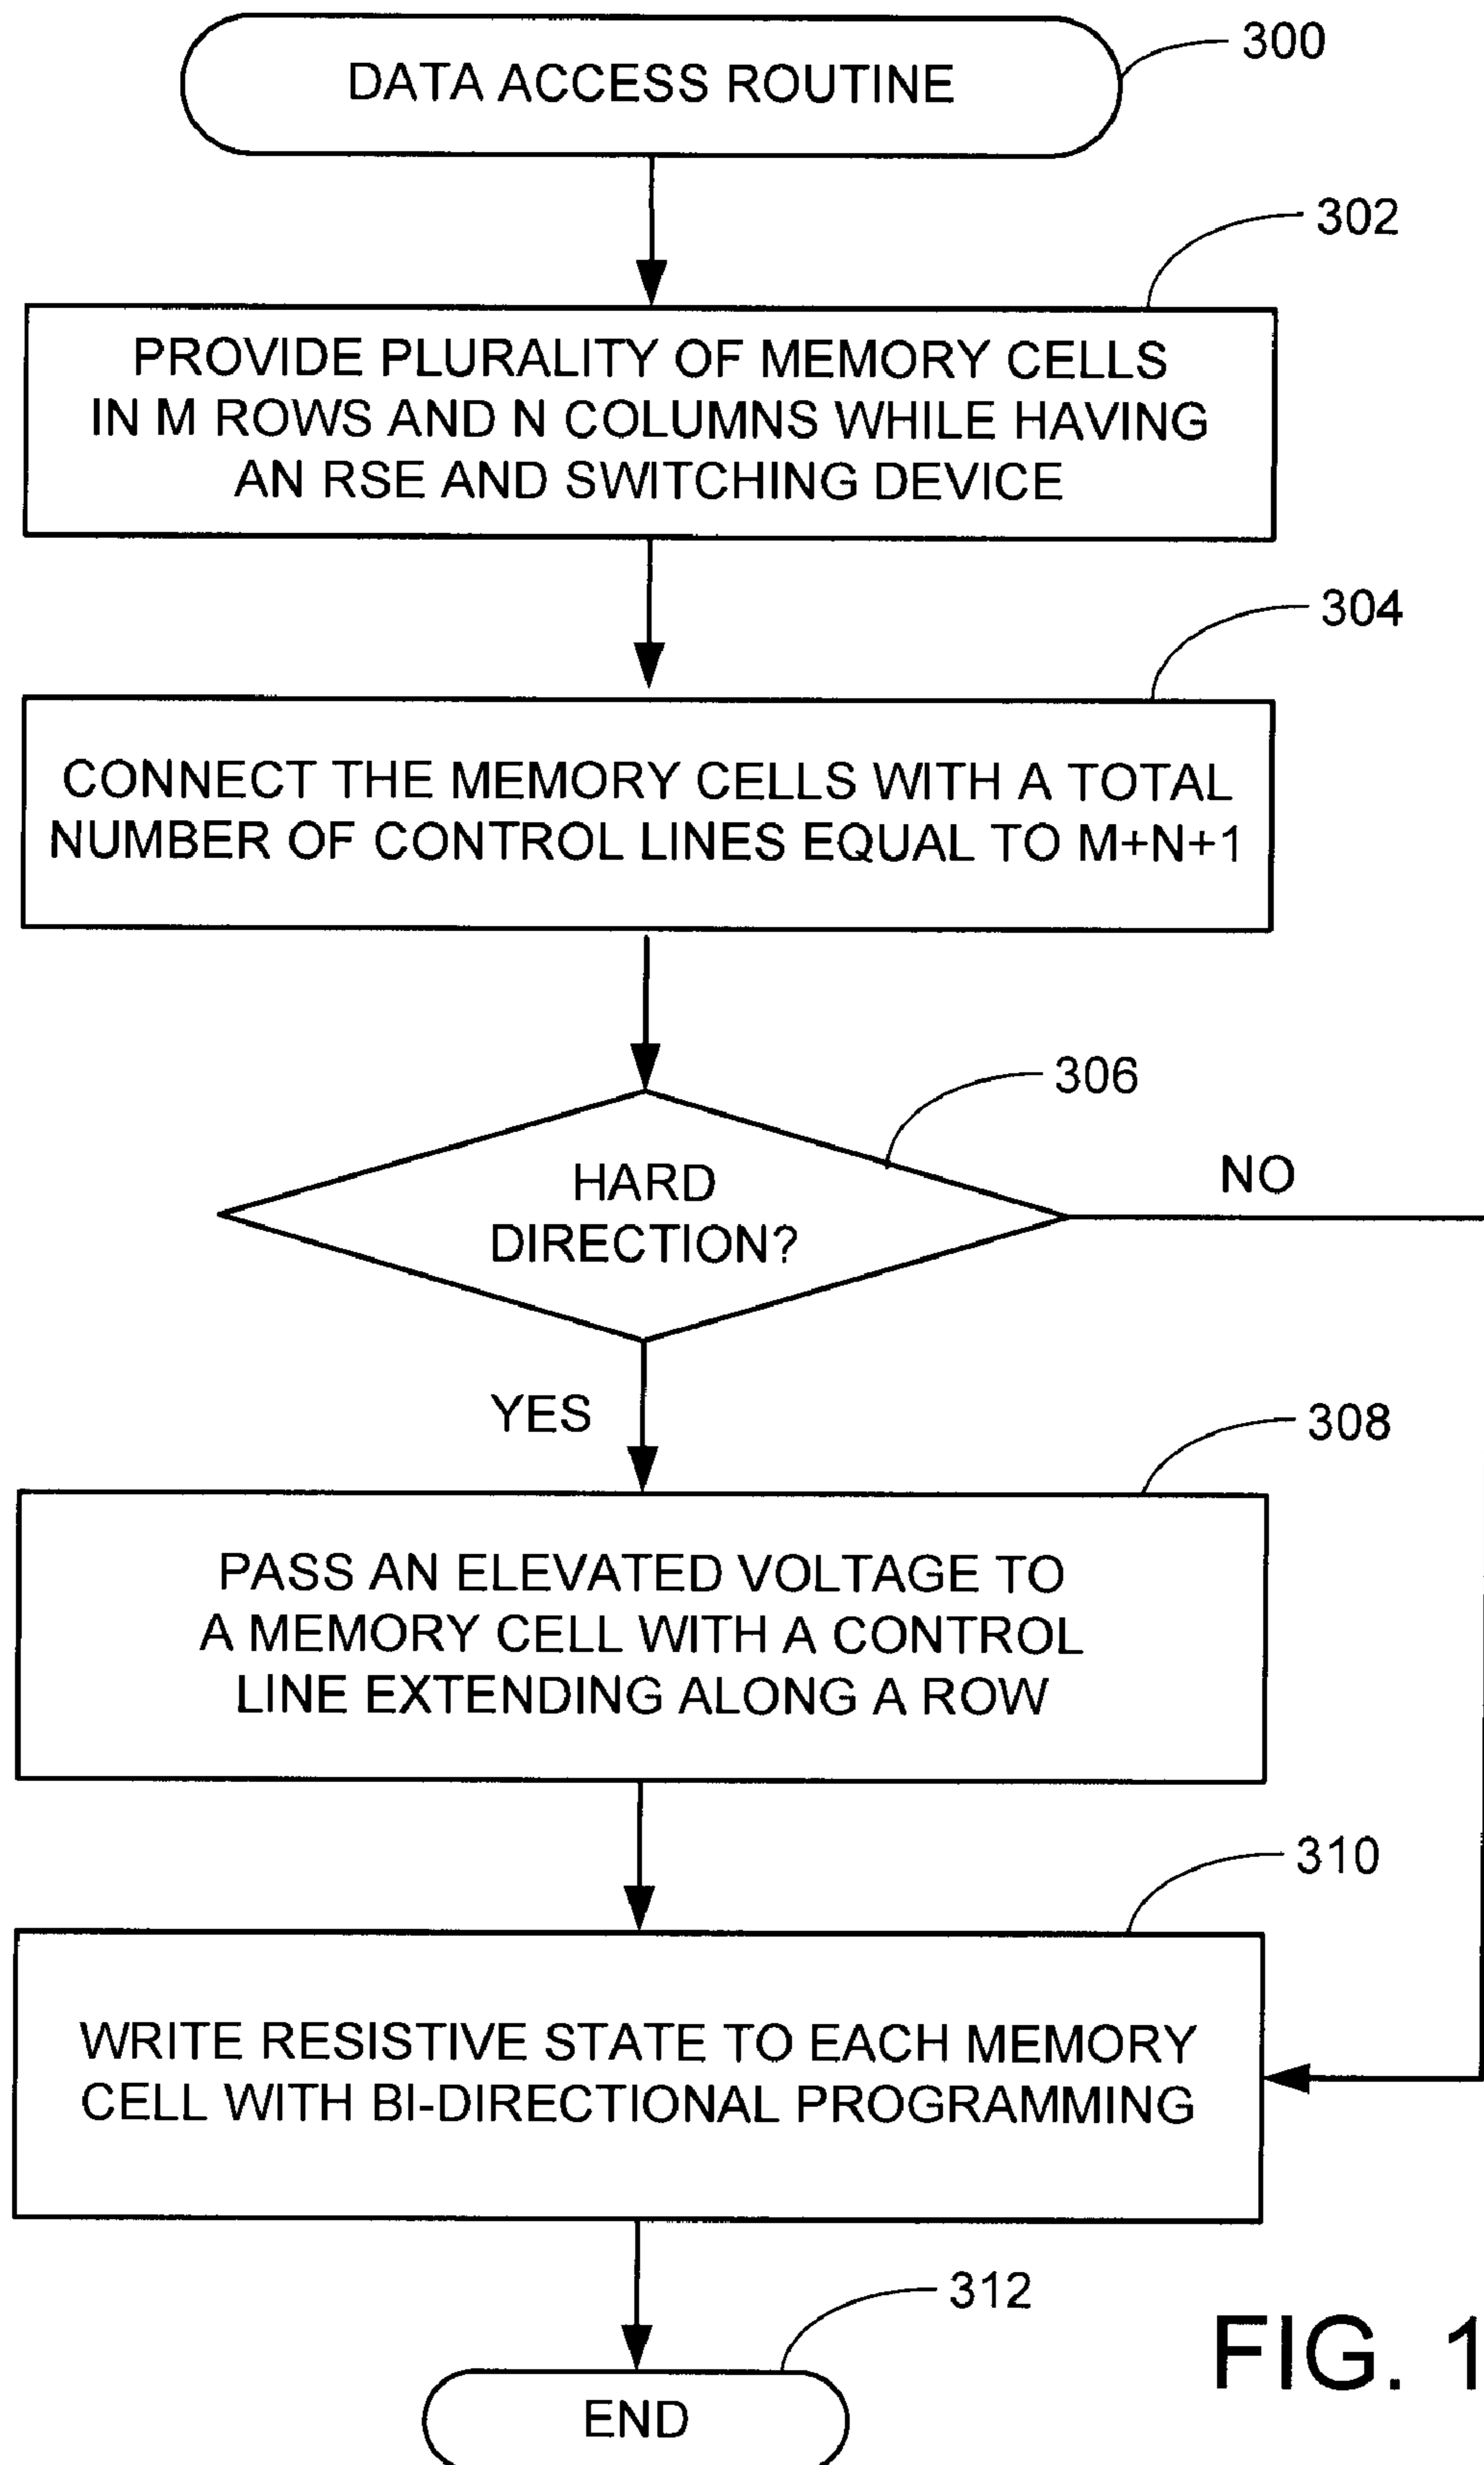 DATA ACCESS ROUTINE
300
302
PROVIDE PLURALITY OF MEMORY CELLS
IN M ROWS AND N COLUMNS WHILE HAVING
AN RSE AND SWITCHING DEVICE
304
CONNECT THE MEMORY CELLS WITH A TOTAL
NUMBER OF CONTROL LINES EQUAL TO M+N+1
306
HARD
DIRECTION?
NO
YES
308
PASS AN ELEVATED VOLTAGE TO
A MEMORY CELL WITH A CONTROL
LINE EXTENDING ALONG A ROW
310
WRITE RESISTIVE STATE TO EACH MEMORY
CELL WITH BI-DIRECTIONAL PROGRAMMING
312
END
FIG. 1